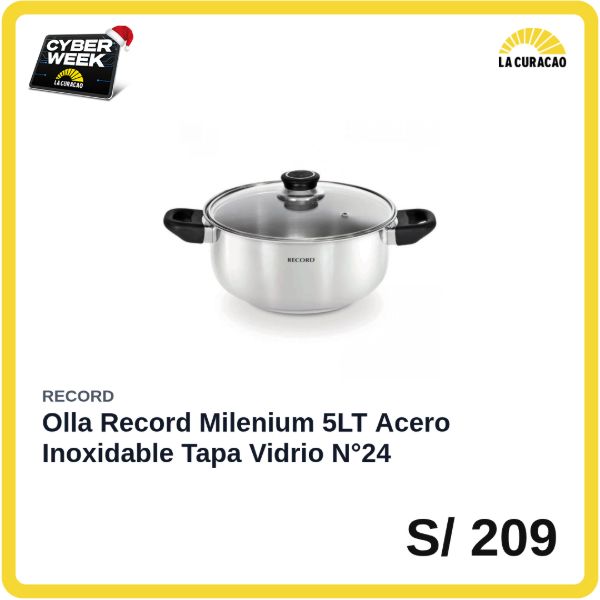 CYBER
WEEK
LA CURACAO
LA CURACAO
RECORD
RECORD
Olla Record Milenium 5LT Acero
Inoxidable Tapa Vidrio N°24
S/ 209